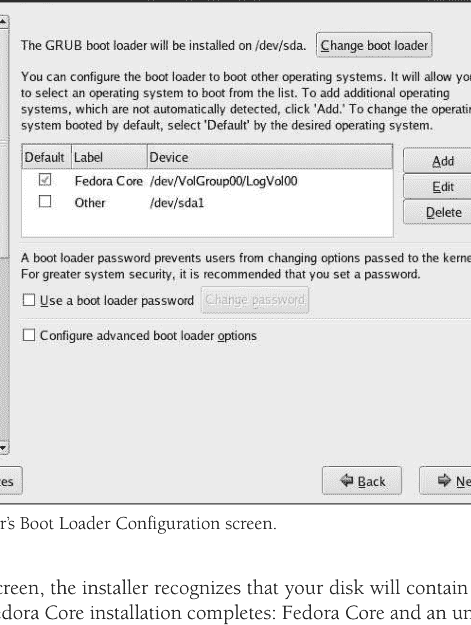 The GRUB boot loader will be installed on /dev/sda. Change boot loader
You can configure the boot loader to boot other operating systems. It will allow
to select an operating system to boot from the list. To add additional operating
systems, which are not automatically detected, click 'Add.' To change the
system booted by default, select 'Default' by the desired operating system.
Default Label Device
Fedora Core /dev/VolGroup00/LogVol00
Other /dev/sda1
Add
Edit
Delete
A boot loader password prevents users from changing options passed to the
For greater system security, it is recommended that you set a password.
Use a boot loader password Change password
Configure advanced boot loader options
Back
r's Boot Loader Configuration screen.
creen, the installer recognizes that your disk will contain
edora Core installation completes: Fedora Core and an un